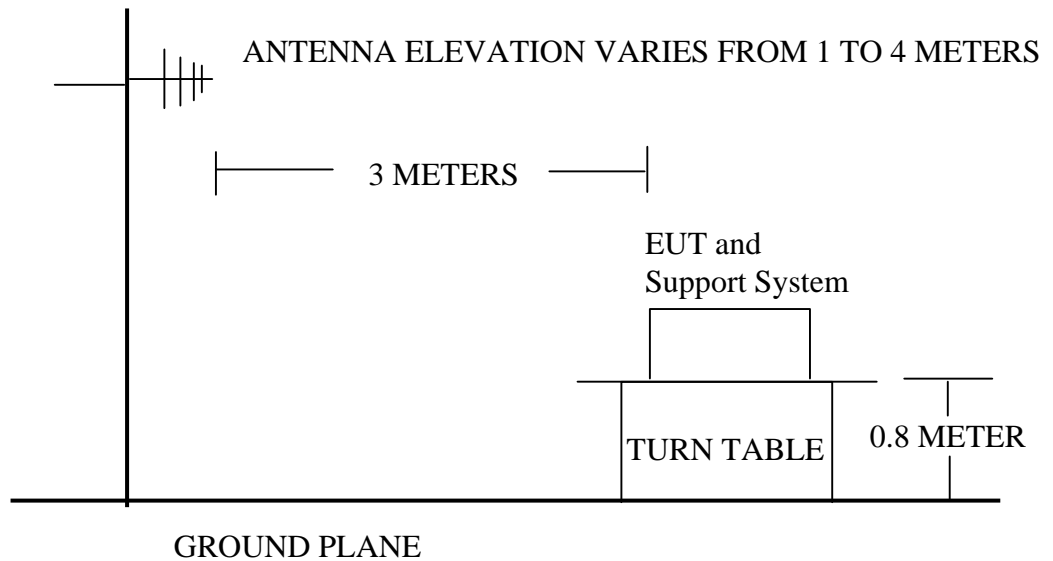 ANTENNA ELEVATION VARIES FROM 1 TO 4 METERS
3 METERS
EUT and
Support System
TURN TABLE
0.8 METER
GROUND PLANE